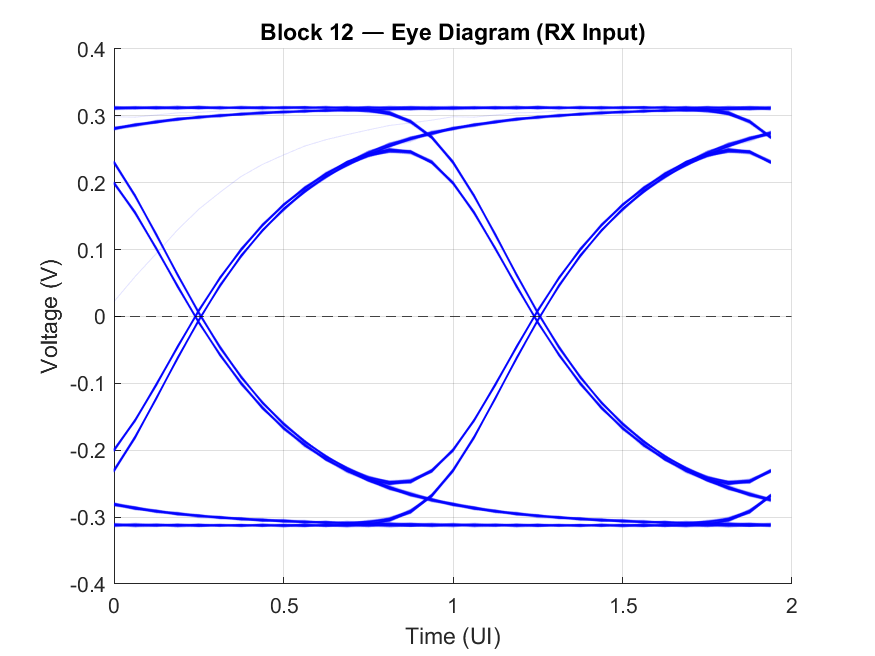 Block 12 — Eye Diagram (RX Input)
0.4
0.3
0.2
0.1
0
-0.1
-0.2
-0.3
-0.4
Voltage (V)
0 0.5 1 1.5 2
Time (UI)